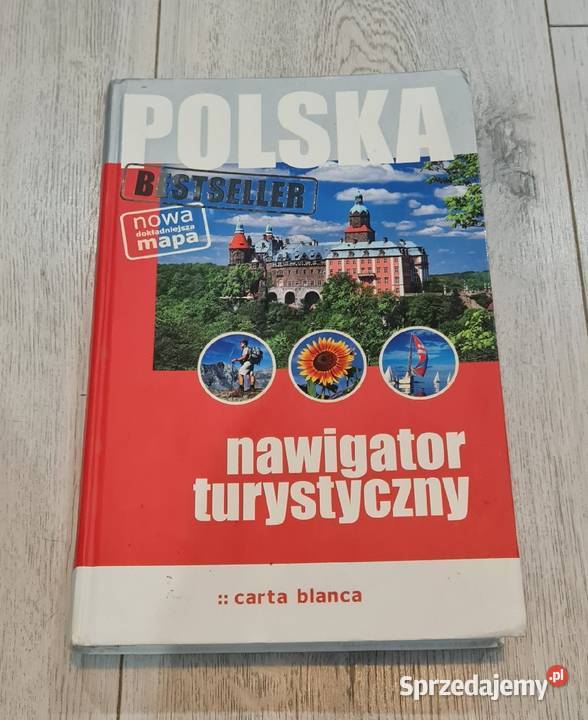 POLSKA
BESTSELLER
nowa
dokładniejsza
mapa
nawigator
turystyczny
:: carta blanca
Sprzedajemy.pl